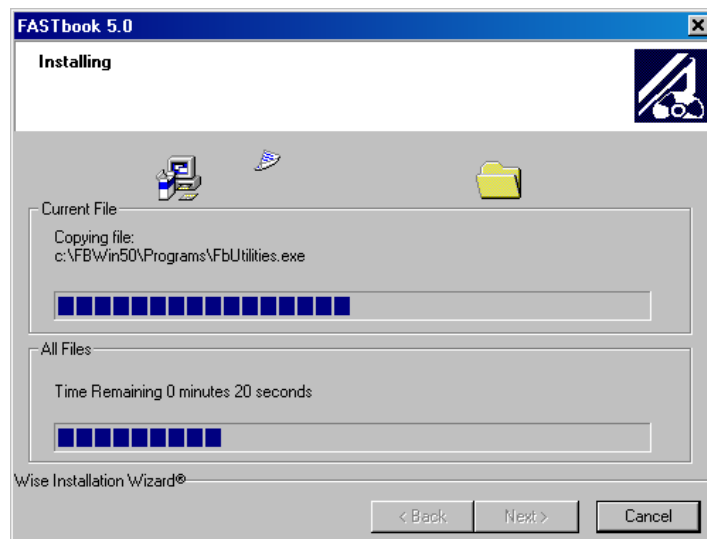 FASTbook 5.0
Installing
Current File
Copying file:
c:\FBWin50\Programs\FbUtilities.exe
All Files
Time Remaining 0 minutes 20 seconds
Wise Installation Wizard®
< Back
Next >
Cancel